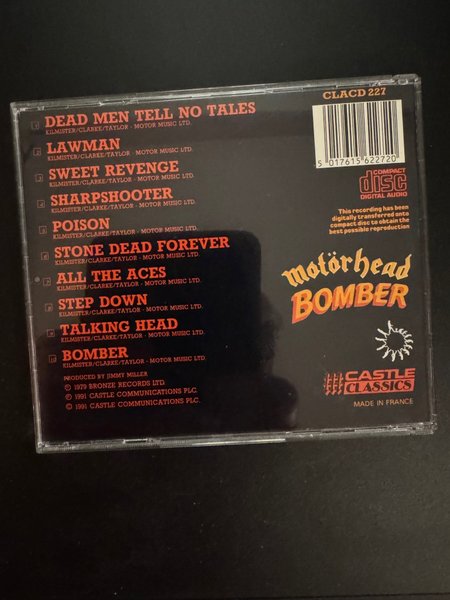 CLACD 227
DEAD MEN TELL NO TALES
KILMISTER/CLARKE/TAYLOR - MOTOR MUSIC LTD.
LAWMAN
KILMISTER/CLARKE/TAYLOR - MOTOR MUSIC LTD.
SWEET REVENGE
KILMISTER/CLARKE/TAYLOR - MOTOR MUSIC LTD.
SHARPSHOOTER
KILMISTER/CLARKE/TAYLOR - MOTOR MUSIC LTD.
POISON
KILMISTER/CLARKE/TAYLOR - MOTOR MUSIC LTD.
STONE DEAD FOREVER
KILMISTER/CLARKE/TAYLOR - MOTOR MUSIC LTD.
ALL THE ACES
KILMISTER/CLARKE/TAYLOR - MOTOR MUSIC LTD.
STEP DOWN
KILMISTER/CLARKE/TAYLOR - MOTOR MUSIC LTD.
TALKING HEAD
KILMISTER/CLARKE/TAYLOR - MOTOR MUSIC LTD.
BOMBER
KILMISTER/CLARKE/TAYLOR - MOTOR MUSIC LTD.
PRODUCED BY JIMMY MILLER
℗ 1979 BRONZE RECORDS LTD
℗ 1991 CASTLE COMMUNICATIONS PLC.
© 1991 CASTLE COMMUNICATIONS PLC.
5 017615 622720
COMPACT
disc
DIGITAL AUDIO
This recording has been
digitally transferred onto
compact disc to obtain the
best possible reproduction
motörhead
BOMBER
CASTLE
CLASSICS
MADE IN FRANCE